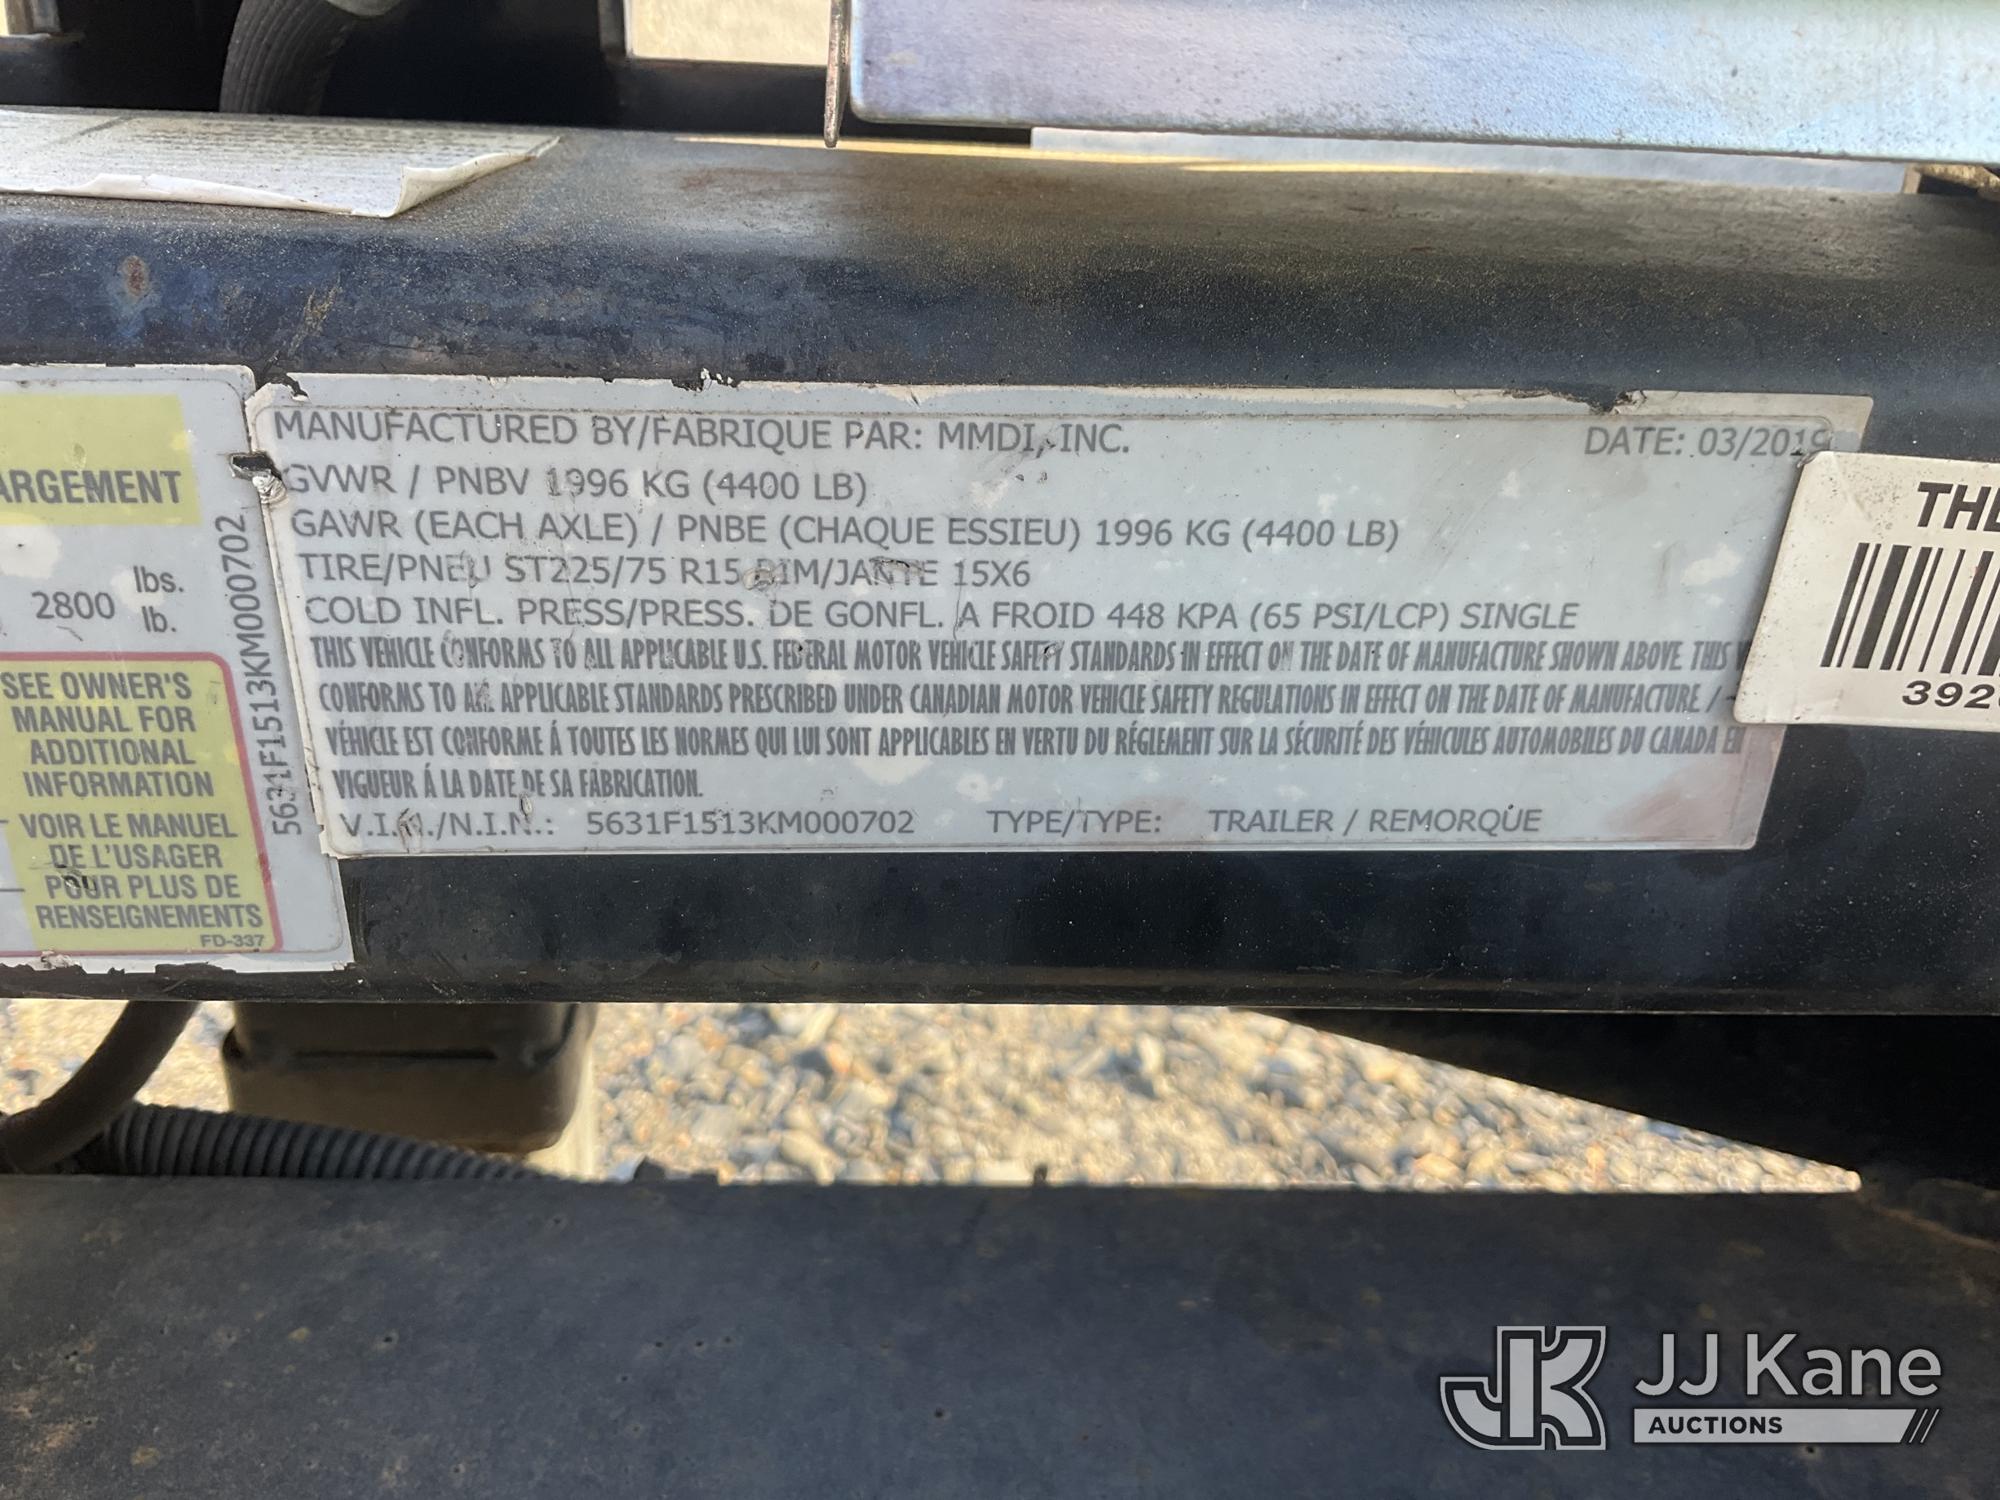 MANUFACTURED BY/FABRIQUE PAR: MMDI, INC. DATE: 03/2019
GVWR / PNBV 1996 KG (4400 LB)
GAWR (EACH AXLE) / PNBE (CHAQUE ESSIEU) 1996 KG (4400 LB)
TIRE/PNEU ST225/75 R15 RIM/JANTE 15X6
COLD INFL. PRESS/PRESS. DE GONFL. A FROID 448 KPA (65 PSI/LCP) SINGLE
THIS VEHICLE CONFORMS TO ALL APPLICABLE U.S. FEDERAL MOTOR VEHICLE SAFETY STANDARDS IN EFFECT ON THE DATE OF MANUFACTURE SHOWN ABOVE. THIS
CONFORMS TO ALL APPLICABLE STANDARDS PRESCRIBED UNDER CANADIAN MOTOR VEHICLE SAFETY REGULATIONS IN EFFECT ON THE DATE OF MANUFACTURE. /
VÉHICLE EST CONFORME Á TOUTES LES NORMES QUI LUI SONT APPLICABLES EN VERTU DU RÉGLEMENT SUR LA SÉCURITÉ DES VÉHICULES AUTOMOBILES DU CANADA EN
VIGUEUR Á LA DATE DE SA FABRICATION.
V.I.N./N.I.N.: 5631F1513KM000702 TYPE/TYPE: TRAILER / REMORQUE
ARGEMENT
lbs.
2800 lb.
5631F1513KM000702
SEE OWNER'S
MANUAL FOR
ADDITIONAL
INFORMATION
VOIR LE MANUEL
DE L'USAGER
POUR PLUS DE
RENSEIGNEMENTS
FD-337
THE
392
JK JJ Kane
AUCTIONS